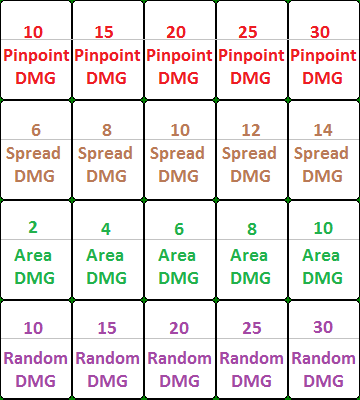 10 15 20 25 30
Pinpoint Pinpoint Pinpoint Pinpoint Pinpoint
DMG DMG DMG DMG DMG
6 8 10 12 14
Spread Spread Spread Spread Spread
DMG DMG DMG DMG DMG
2 4 6 8 10
Area Area Area Area Area
DMG DMG DMG DMG DMG
10 15 20 25 30
Random Random Random Random Random
DMG DMG DMG DMG DMG